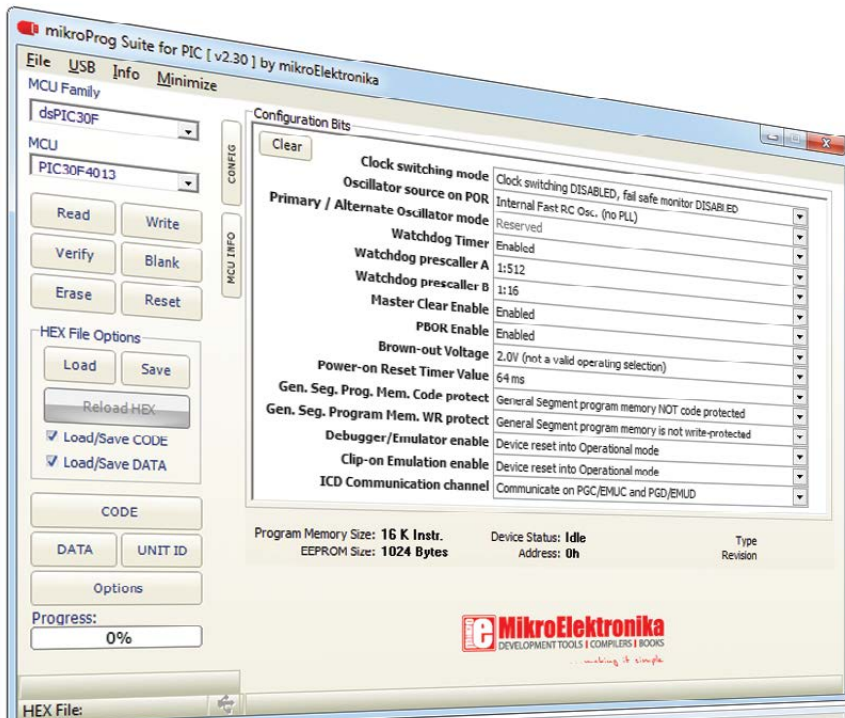 mikroProg Suite for PIC [ v2.30 ] by mikroElektronika
File USB Info Minimize
MCU Family
dsPIC30F
MCU
PIC30F4013
Read Write
Verify Blank
Erase Reset
HEX File Options
Load Save
Reload HEX
Load/Save CODE
Load/Save DATA
CODE
DATA UNIT ID
Options
Progress:
0%
HEX File:
CONFIG
MCU INFO
Configuration Bits
Clear
Clock switching mode Clock switching DISABLED, fail safe monitor DISABLED
Oscillator source on POR Internal Fast RC Osc. (no PLL)
Primary / Alternate Oscillator mode Reserved
Watchdog Timer Enabled
Watchdog prescaller A 1:512
Watchdog prescaller B 1:16
Master Clear Enable Enabled
PBOR Enable Enabled
Brown-out Voltage 2.0V (not a valid operating selection)
Power-on Reset Timer Value 64 ms
Gen. Seg. Prog. Mem. Code protect General Segment program memory NOT code protected
Gen. Seg. Program Mem. WR protect General Segment program memory is not write-protected
Debugger/Emulator enable Device reset into Operational mode
Clip-on Emulation enable Device reset into Operational mode
ICD Communication channel Communicate on PGC/EMUC and PGD/EMUD
Program Memory Size: 16 K Instr. Device Status: Idle Type
EEPROM Size: 1024 Bytes Address: 0h Revision
MikroElektronika
DEVELOPMENT TOOLS | COMPILERS | BOOKS
...making it simple